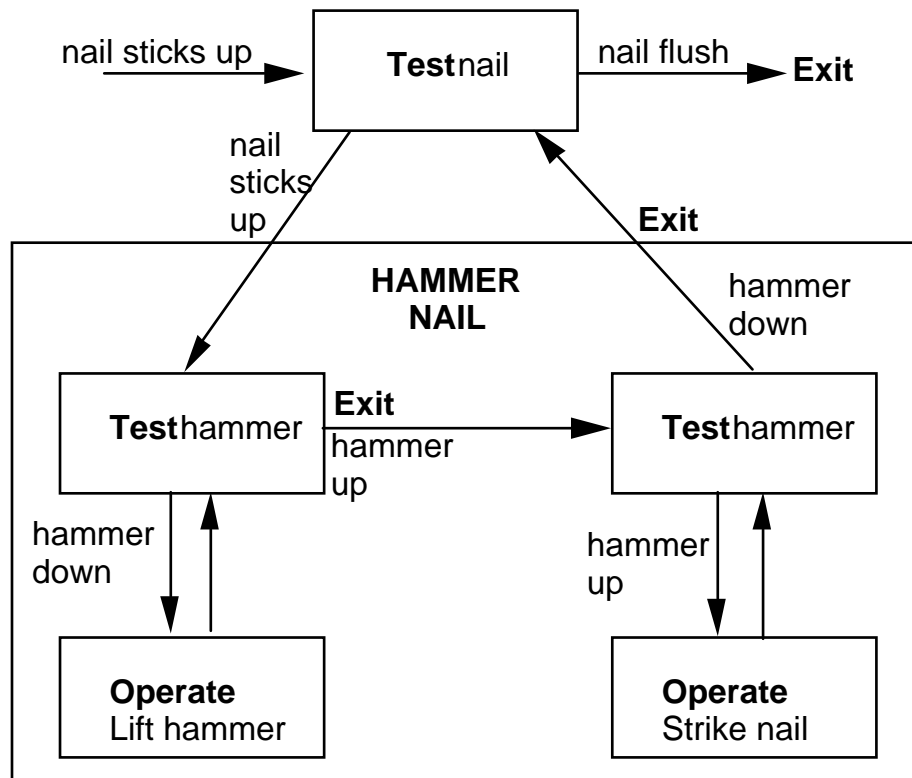 nail sticks up
Test nail
nail flush
Exit
nail
sticks
up
Exit
HAMMER
NAIL
hammer
down
Test hammer
Exit
hammer
up
Test hammer
hammer
down
hammer
up
Operate
Lift hammer
Operate
Strike nail